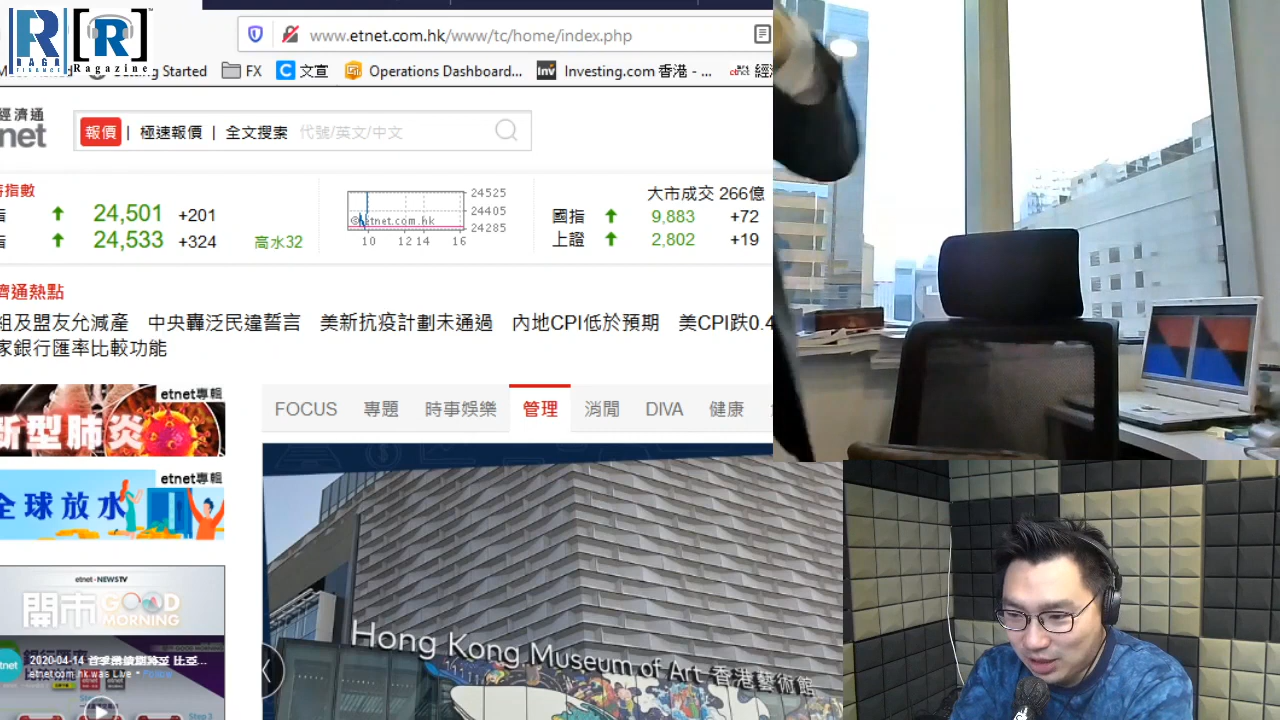 RAGA FINANCE
[R]
Ragazine
www.etnet.com.hk/www/tc/home/index.php
Getting Started
FX
文宣
Operations Dashboard...
Inv
Investing.com 香港 - ...
etnet
經濟通
net
報價 | 極速報價 | 全文搜索 代號/英文/中文
指數
指 24,501 +201
指 24,533 +324 高水32
©etnet.com.hk
24525
24405
24285
10 12 14 16
大市成交 266億
國指 9,883 +72
上證 2,802 +19
濟通熱點
組及盟友允減產 中央轟泛民違誓言 美新抗疫計劃未通過 內地CPI低於預期 美CPI跌0.4
家銀行匯率比較功能
etnet專輯
新型肺炎
etnet專輯
全球放水
FOCUS 專題 時事娛樂 管理 消閒 DIVA 健康
etnet·NEWSTV
開市GOOD MORNING
etnet.com.hk was Live
Step 3
Hong Kong Museum of Art 香港藝術館